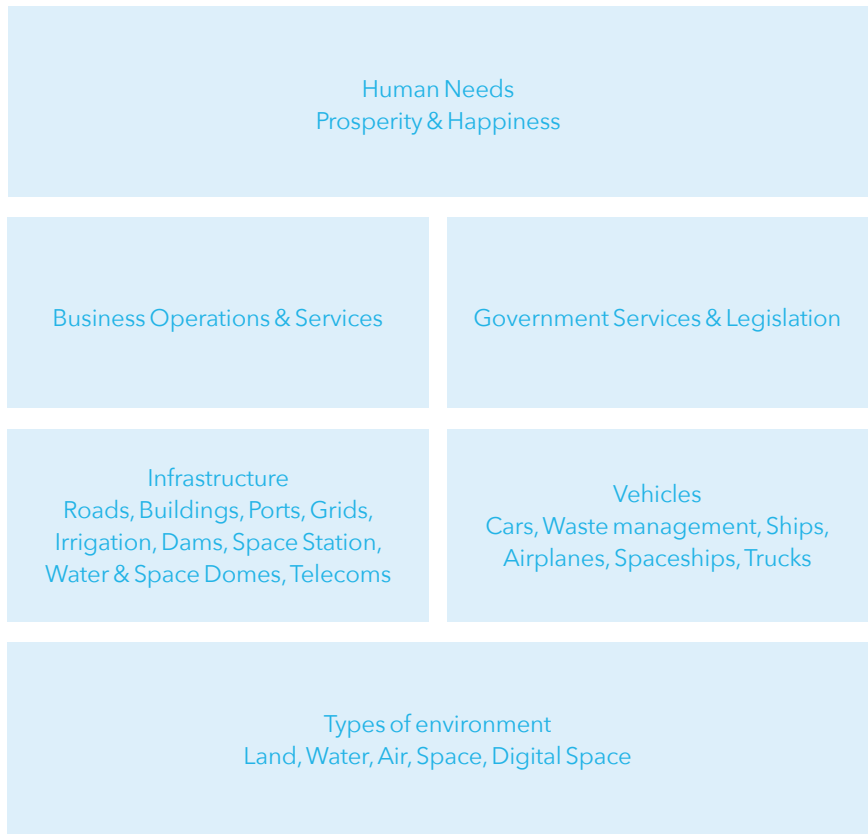 Human Needs
Prosperity & Happiness
Business Operations & Services
Government Services & Legislation
Infrastructure
Roads, Buildings, Ports, Grids,
Irrigation, Dams, Space Station,
Water & Space Domes, Telecoms
Vehicles
Cars, Waste management, Ships,
Airplanes, Spaceships, Trucks
Types of environment
Land, Water, Air, Space, Digital Space